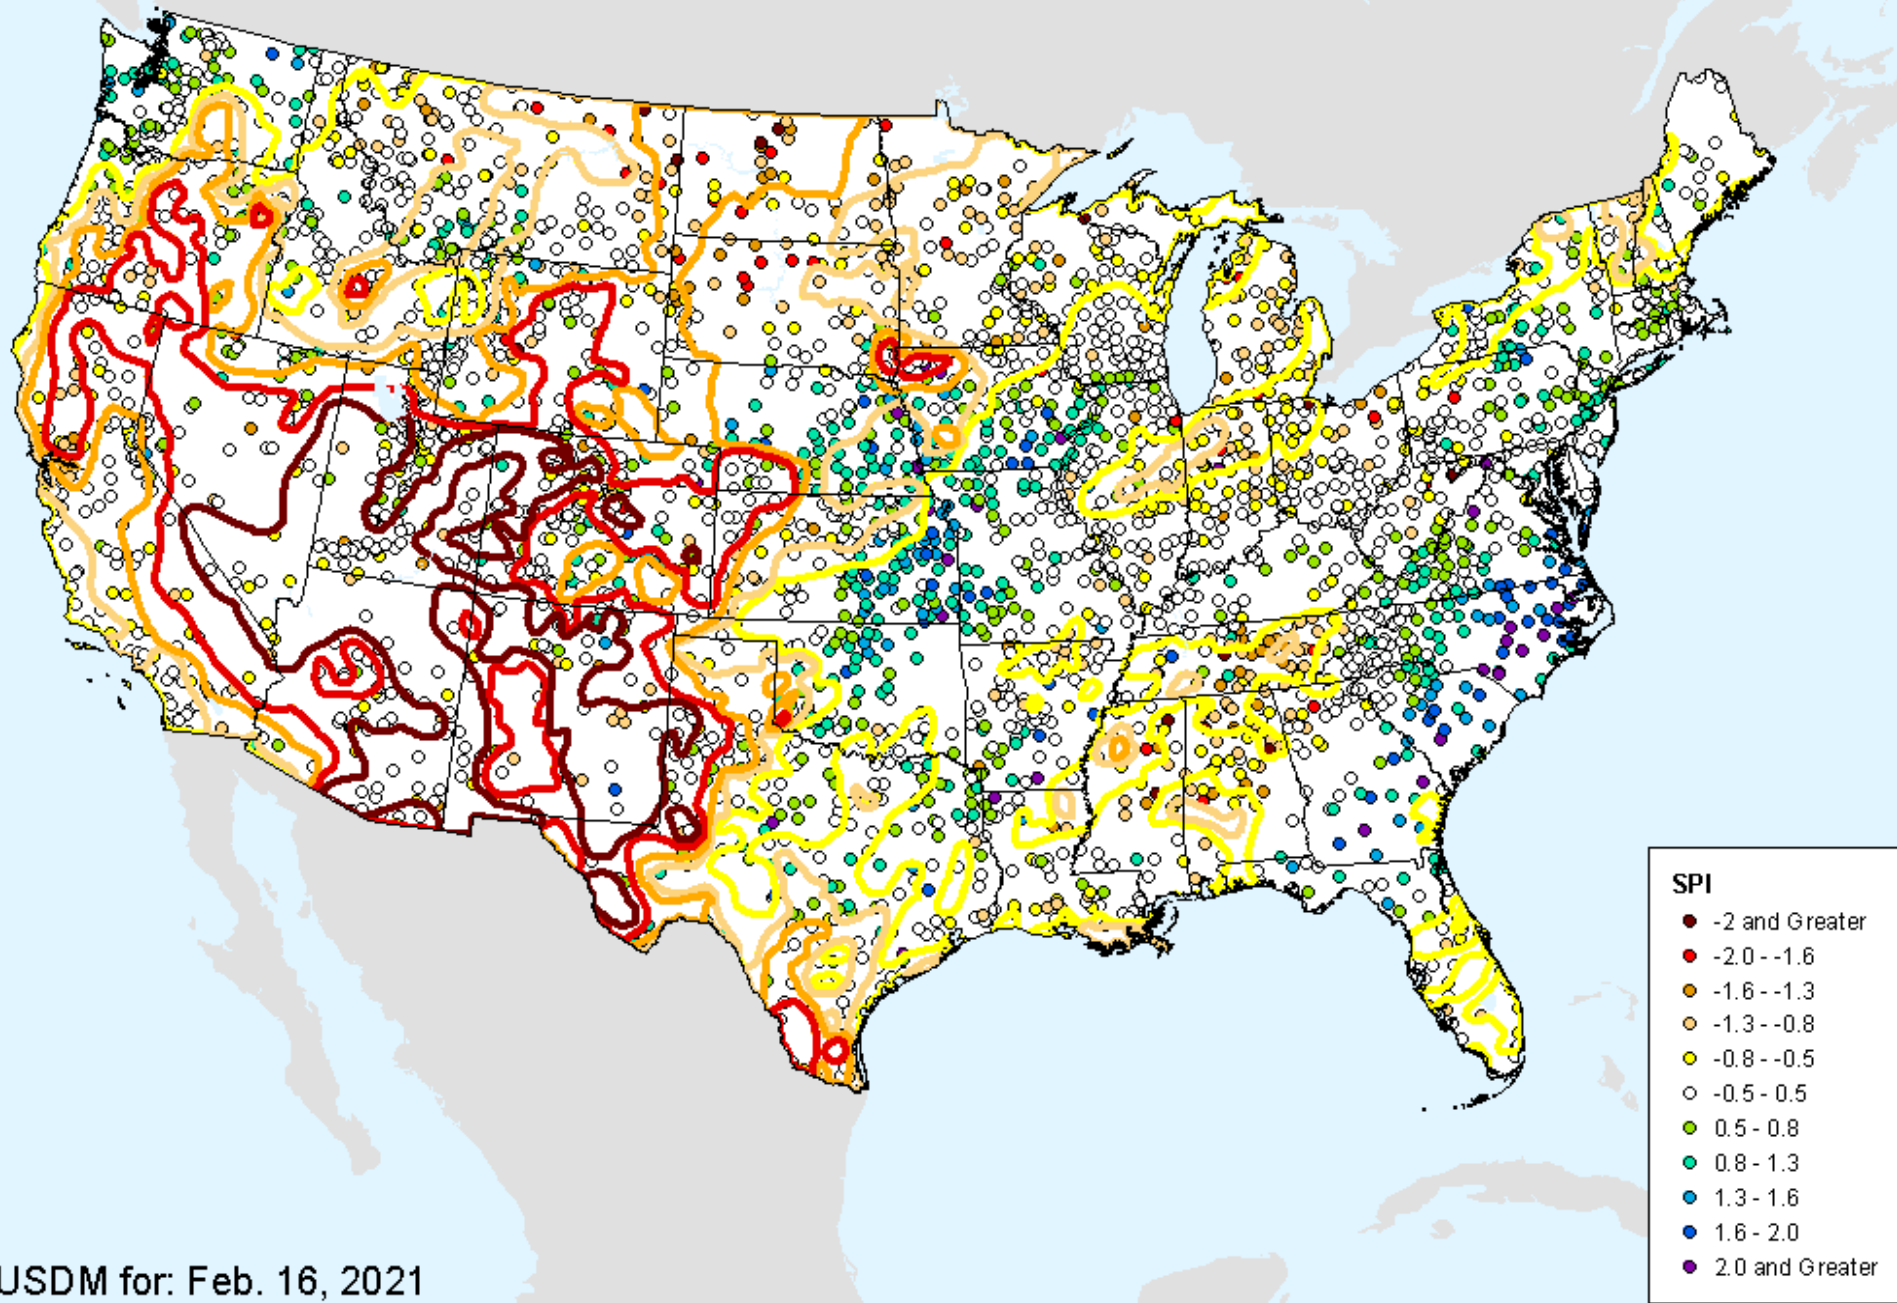 SPI
-2 and Greater
-2.0 - -1.6
-1.6 - -1.3
-1.3 - -0.8
-0.8 - -0.5
-0.5 - 0.5
0.5 - 0.8
0.8 - 1.3
1.3 - 1.6
1.6 - 2.0
2.0 and Greater
USDM for: Feb. 16, 2021